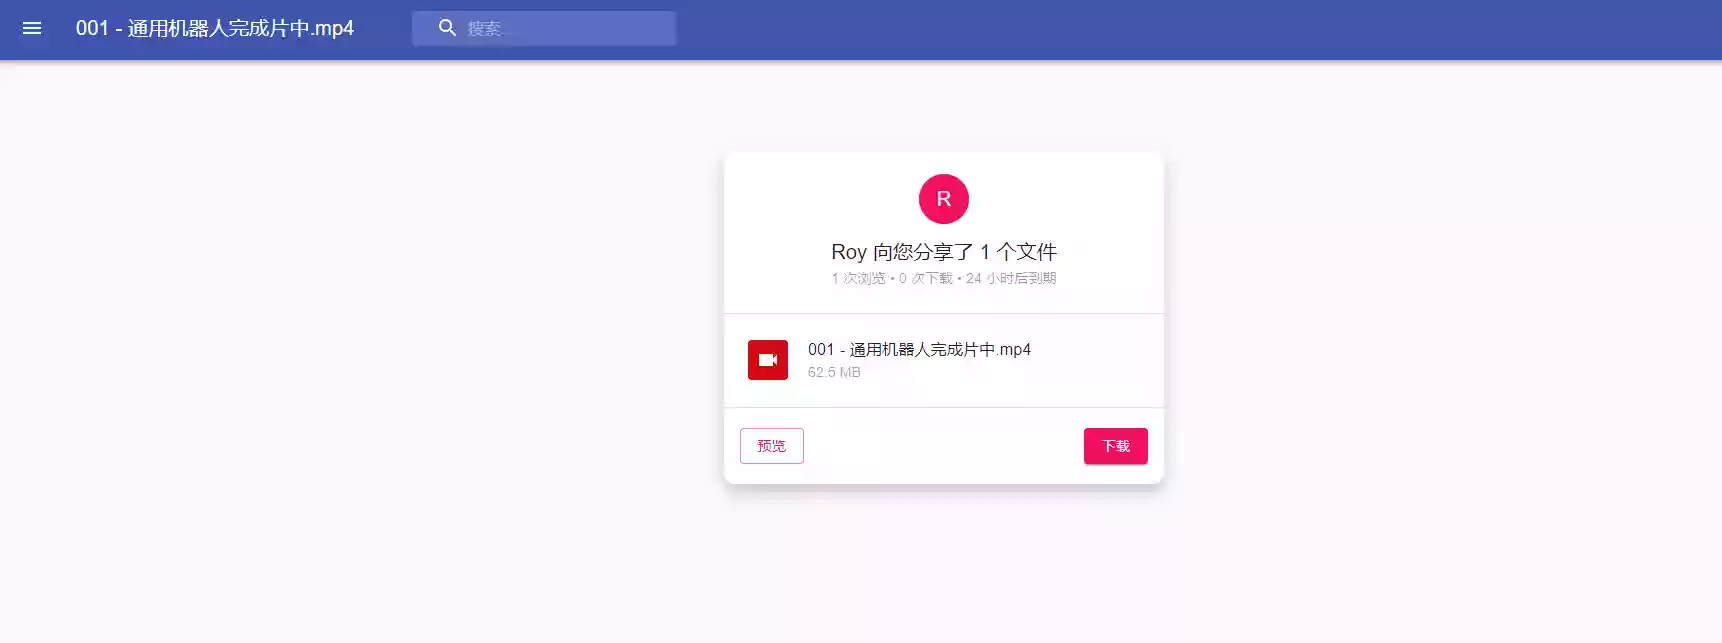 001 - 通用机器人完成片中.mp4
搜索...
R
Roy 向您分享了 1 个文件
1 次浏览 • 0 次下载 • 24 小时后到期
001 - 通用机器人完成片中.mp4
62.5 MB
预览
下载